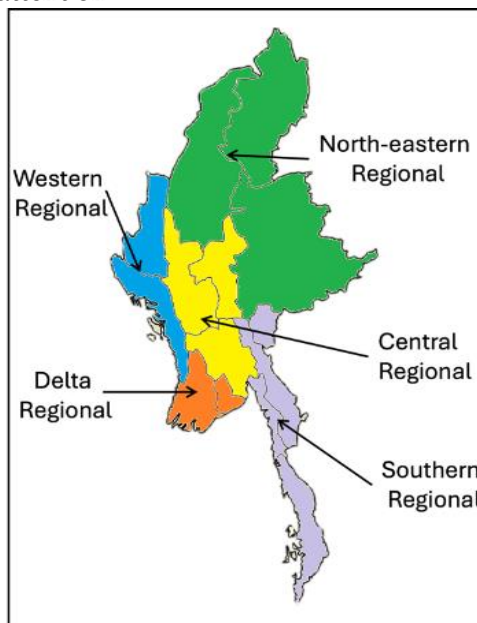 North-eastern
Regional
Western
Regional
Central
Regional
Delta
Regional
Southern
Regional